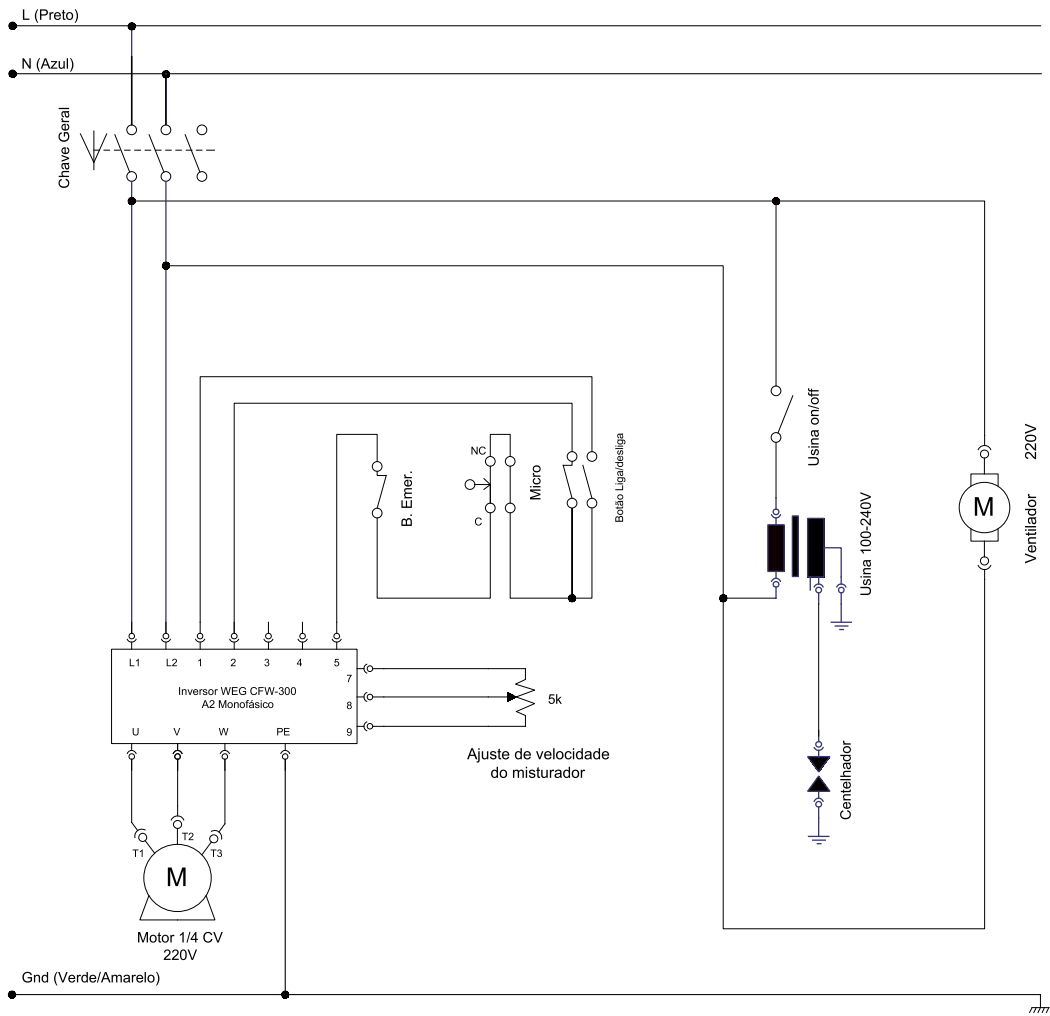 L (Preto)
N (Azul)
Chave Geral
Usina on/off
220V
NC
B. Emer.
Micro
Botão Liga/desliga
C
M
Ventilador
Usina 100-240V
L1 L2 1 2 3 4 5
7
Inversor WEG CFW-300
A2 Monofásico
8
5k
U V W PE 9
Ajuste de velocidade
do misturador
Centelhador
T2
T1 T3
M
Motor 1/4 CV
220V
Gnd (Verde/Amarelo)